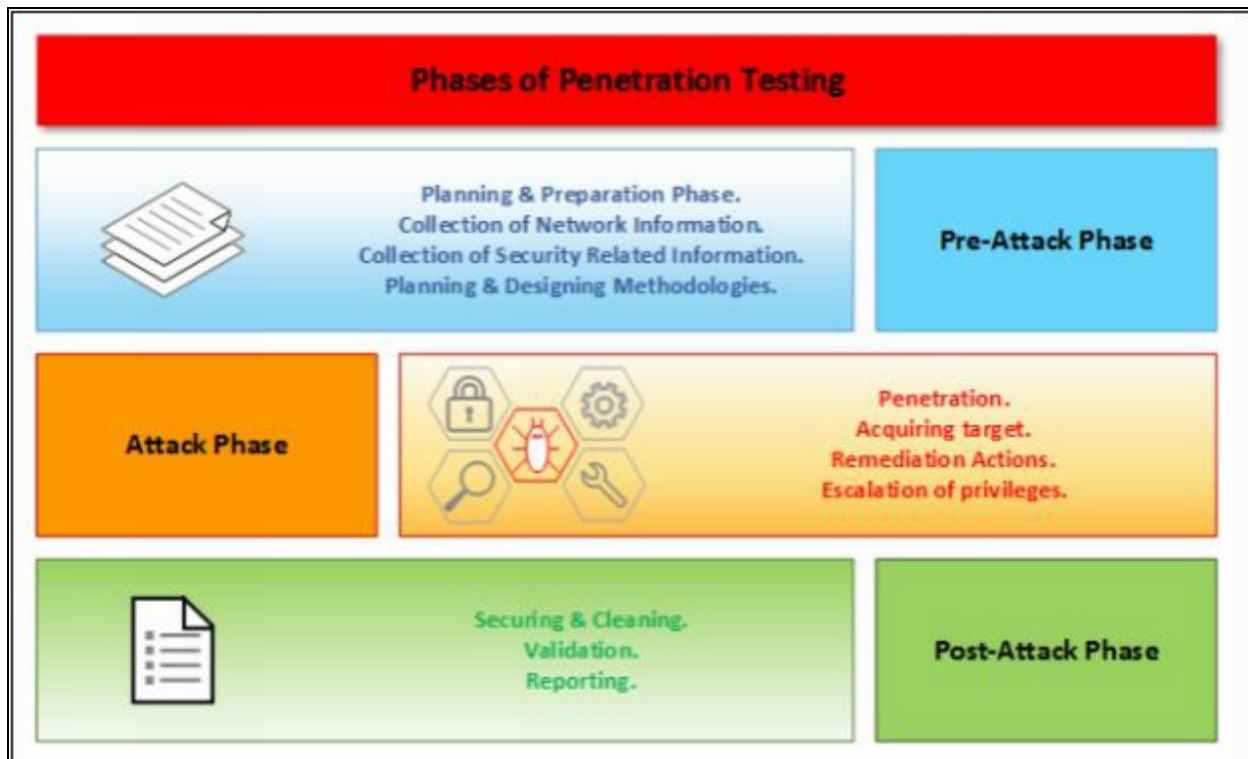 Phases of Penetration Testing
Planning & Preparation Phase.
Collection of Network Information.
Collection of Security Related Information.
Planning & Designing Methodologies.
Pre-Attack Phase
Attack Phase
Penetration.
Acquiring target.
Remediation Actions.
Escalation of privileges.
Securing & Cleaning.
Validation.
Reporting.
Post-Attack Phase